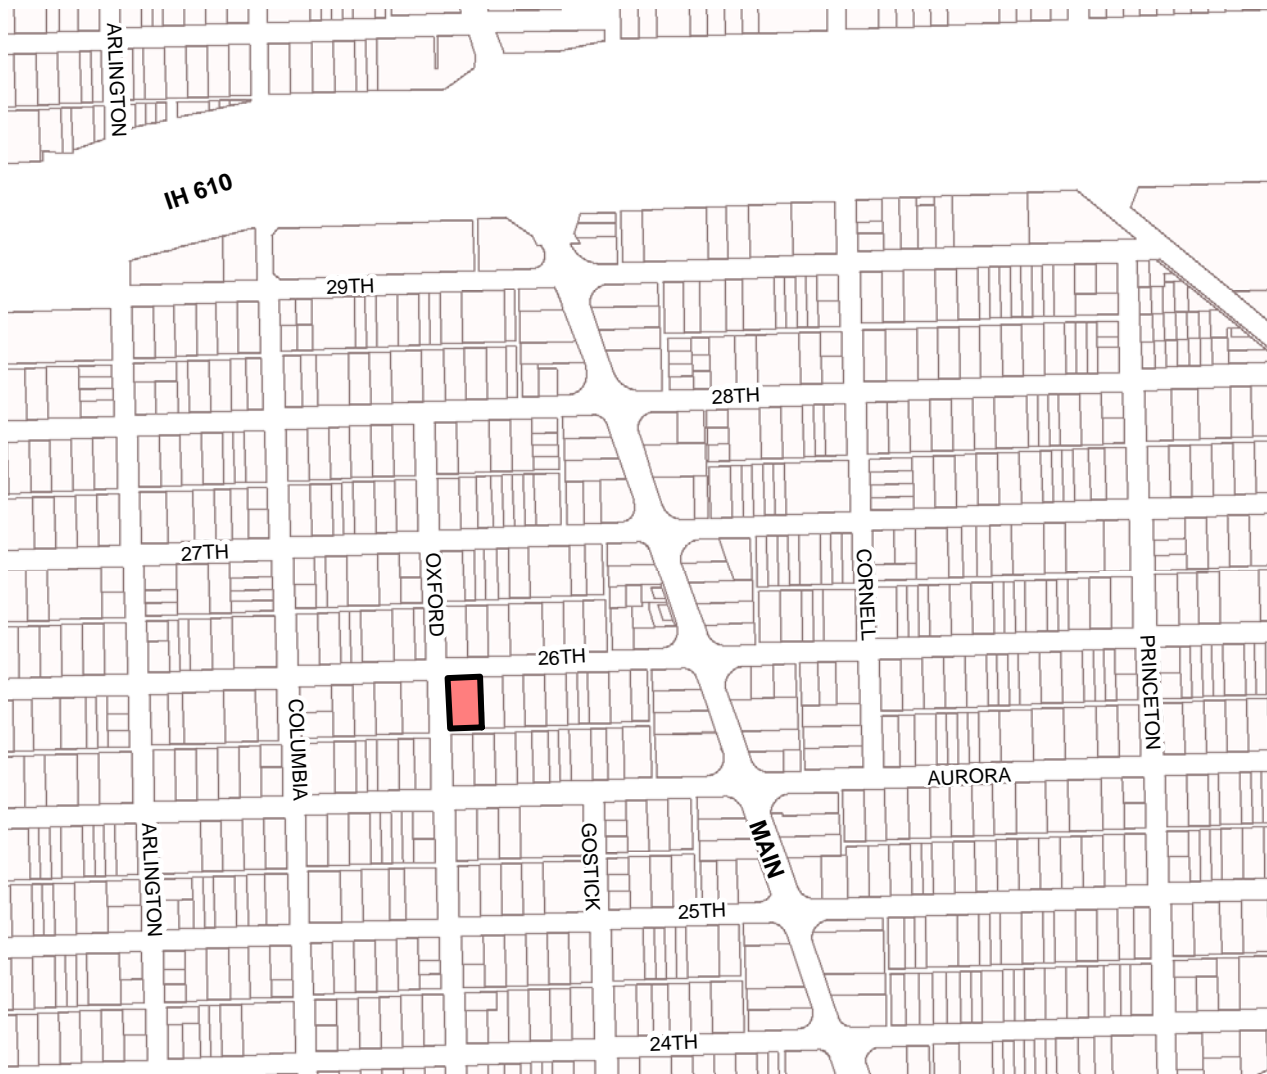 ARLINGTON
IH 610
29TH
28TH
27TH
OXFORD
CORNELL
26TH
PRINCETON
COLUMBIA
AURORA
ARLINGTON
GOSTICK
MAIN
25TH
24TH